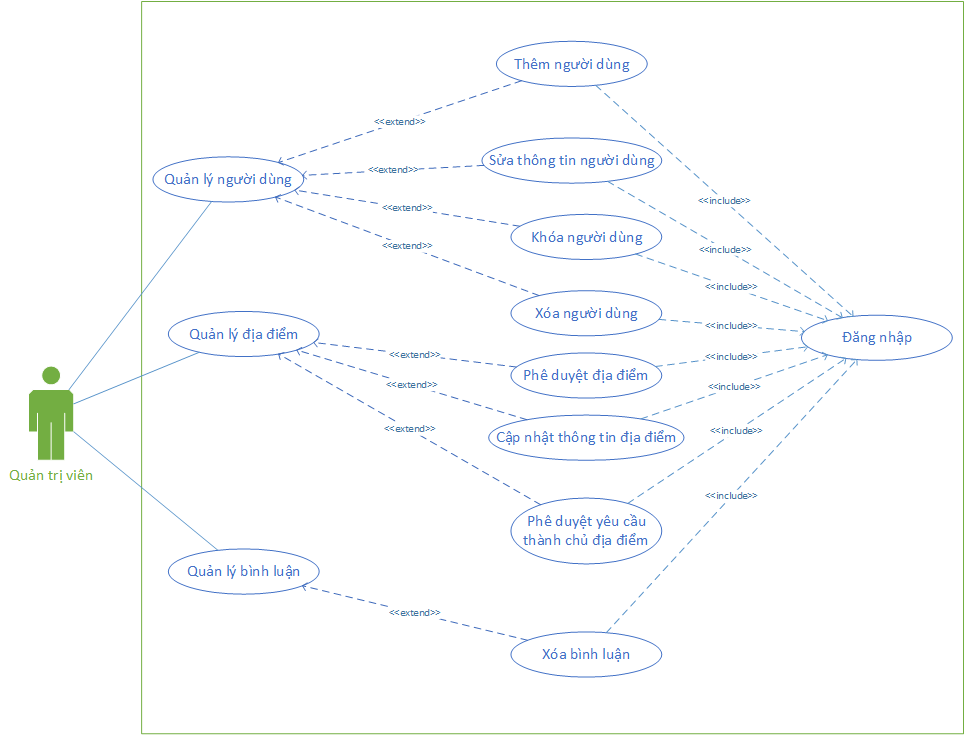 Thêm người dùng
<<extend>>
Sửa thông tin người dùng
<<extend>>
Quản lý người dùng
<<include>>
<<extend>>
Khóa người dùng
<<extend>>
<<include>>
<<include>>
Xóa người dùng
<<include>>
Quản lý địa điểm
Đăng nhập
<<extend>>
<<include>>
Phê duyệt địa điểm
<<extend>>
<<include>>
<<extend>>
<<include>>
Cập nhật thông tin địa điểm
Quản trị viên
<<include>>
Phê duyệt yêu cầu
thành chủ địa điểm
Quản lý bình luận
<<extend>>
Xóa bình luận